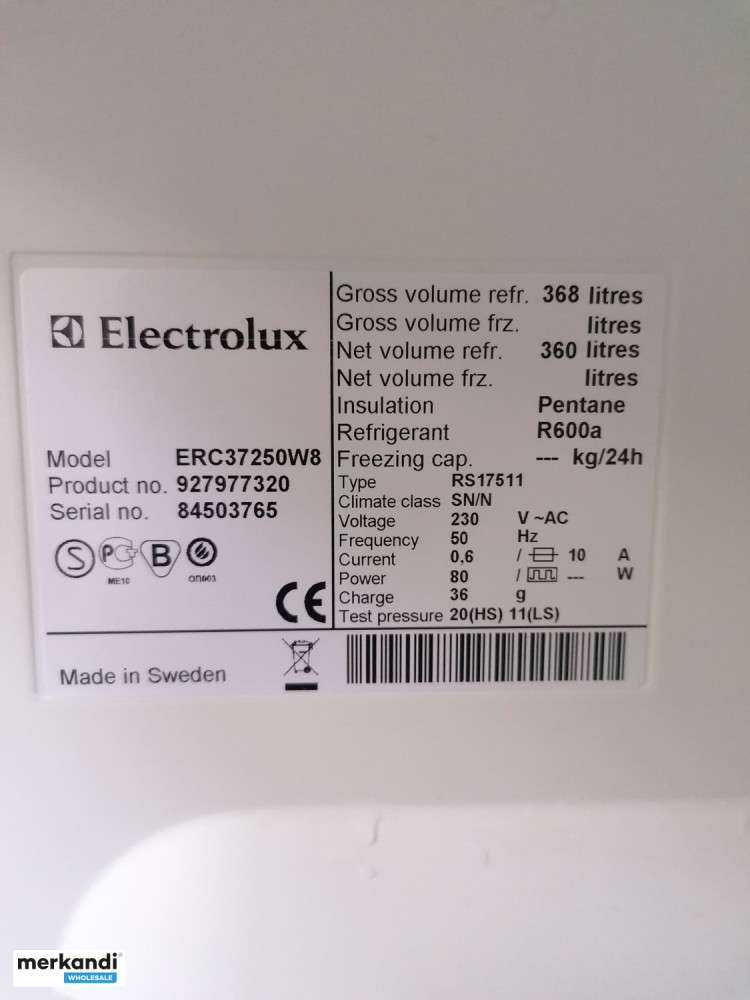 Electrolux
Model ERC37250W8
Product no. 927977320
Serial no. 84503765
S PG B
ME10 ОП003
CE
Made in Sweden
Gross volume refr. 368 litres
Gross volume frz. litres
Net volume refr. 360 litres
Net volume frz. litres
Insulation Pentane
Refrigerant R600a
Freezing cap. --- kg/24h
Type RS17511
Climate class SN/N
Voltage 230 V ~AC
Frequency 50 Hz
Current 0,6 / 10 A
Power 80 / --- W
Charge 36 g
Test pressure 20(HS) 11(LS)
merkandi
WHOLESALE